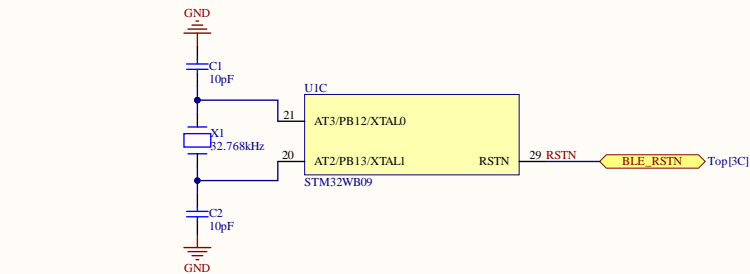 GND
C1
10pF
U1C
21
AT3/PB12/XTAL0
X1
32.768kHz
20
AT2/PB13/XTAL1
RSTN
29
RSTN
BLE_RSTN
Top[3C]
STM32WB09
C2
10pF
GND